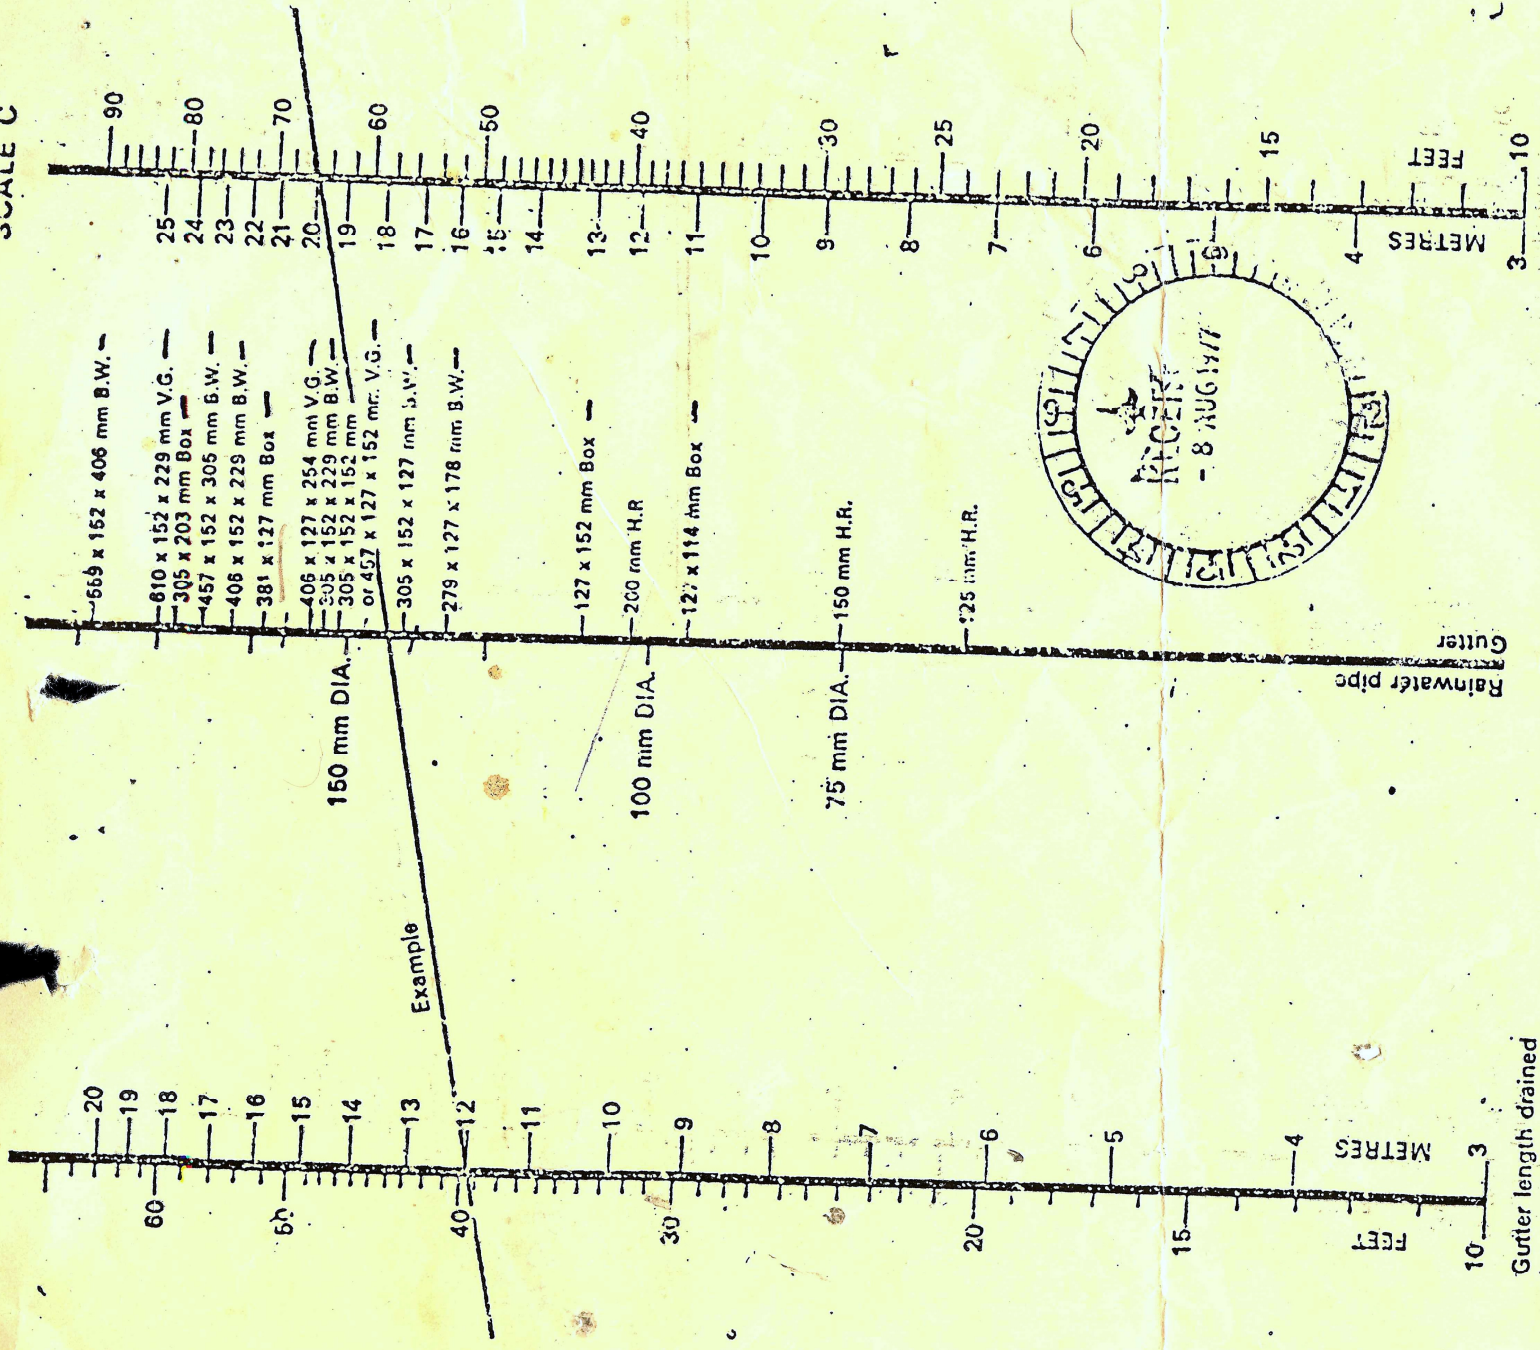 SCALE C
90
80
70
60
50
40
30
25
20
15
10
FEET
25
24
23
22
21
20
19
18
17
16
15
14
13
12
11
10
9
8
7
6
4
3
METRES
559 x 152 x 406 mm B.W.
610 x 152 x 229 mm V.G.
305 x 203 mm Box
457 x 152 x 305 mm B.W.
406 x 152 x 229 mm B.W.
381 x 127 mm Box
406 x 127 x 254 mm V.G.
305 x 152 x 229 mm B.W.
305 x 152 x 152 mm
or 457 x 127 x 152 mm V.G.
305 x 152 x 127 mm B.W.
279 x 127 x 178 mm B.W.
127 x 152 mm Box
200 mm H.R
127 x 114 mm Box
150 mm H.R.
125 mm H.R.
Gutter
Rainwater pipe
150 mm DIA.
100 mm DIA.
75 mm DIA.
Example
20
19
18
17
16
15
14
13
12
11
10
9
8
7
6
5
4
3
METRES
60
50
40
30
20
15
10
FEET
Gutter length drained
- 8 AUG 1977